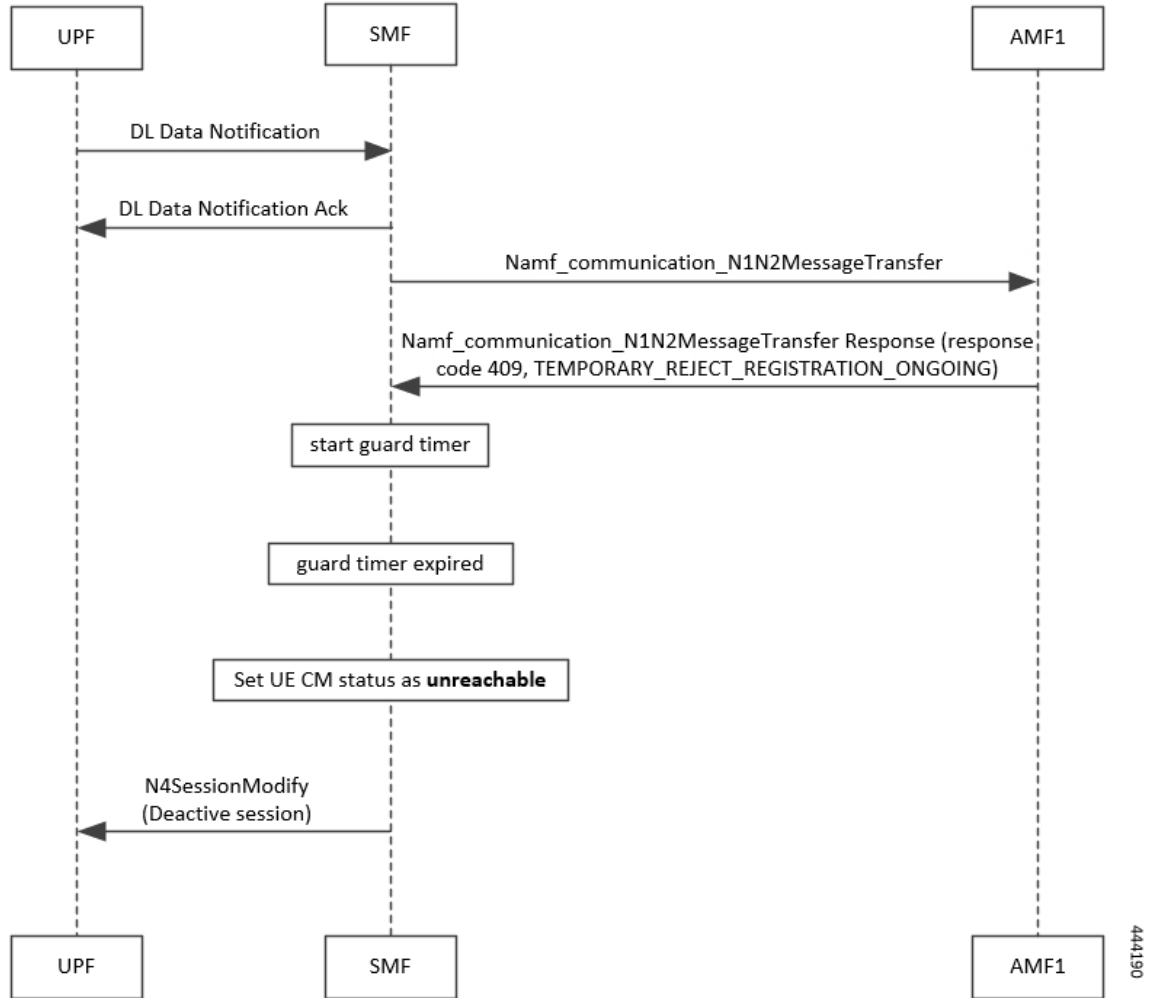 UPF
SMF
AMF1
DL Data Notification
DL Data Notification Ack
Namf_communication_N1N2MessageTransfer
Namf_communication_N1N2MessageTransfer Response (response
code 409, TEMPORARY_REJECT_REGISTRATION_ONGOING)
start guard timer
guard timer expired
Set UE CM status as unreachable
N4SessionModify
(Deactive session)
UPF
SMF
AMF1
444190